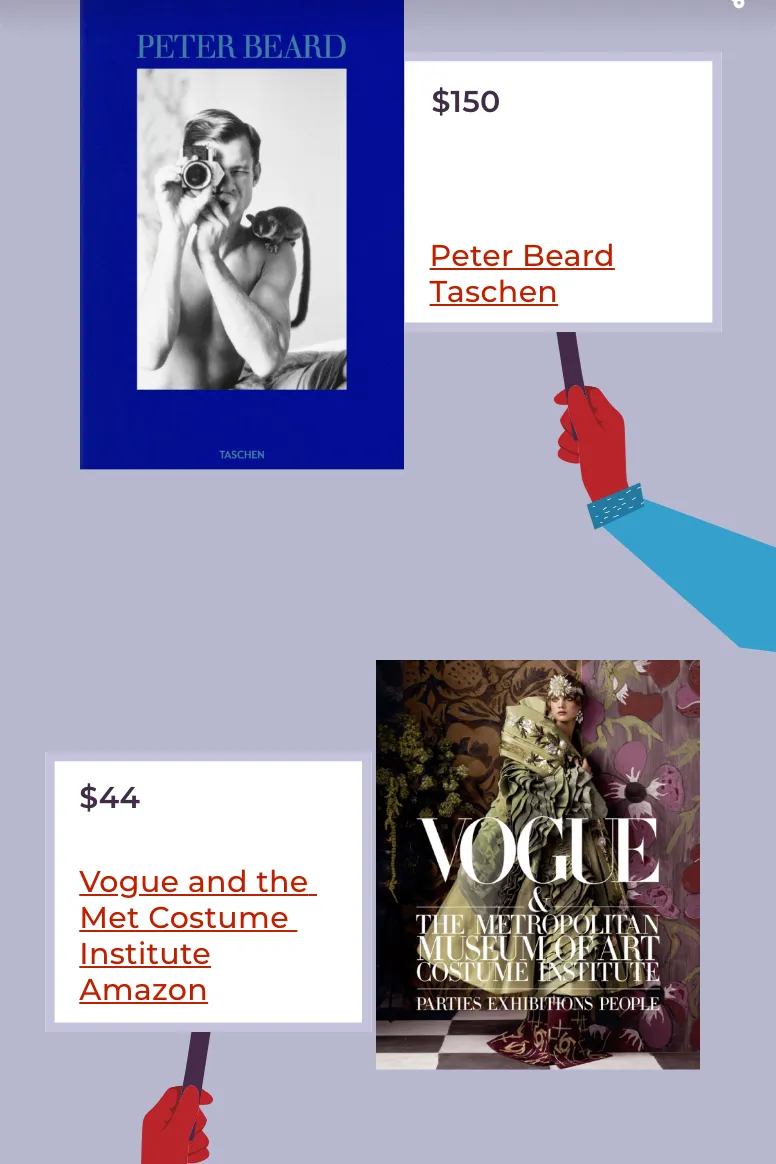 PETER BEARD
$150
Peter Beard
Taschen
TASCHEN
$44
Vogue and the
Met Costume
Institute
Amazon
VOGUE
&
THE METROPOLITAN
MUSEUM OF ART
COSTUME INSTITUTE
PARTIES EXHIBITIONS PEOPLE